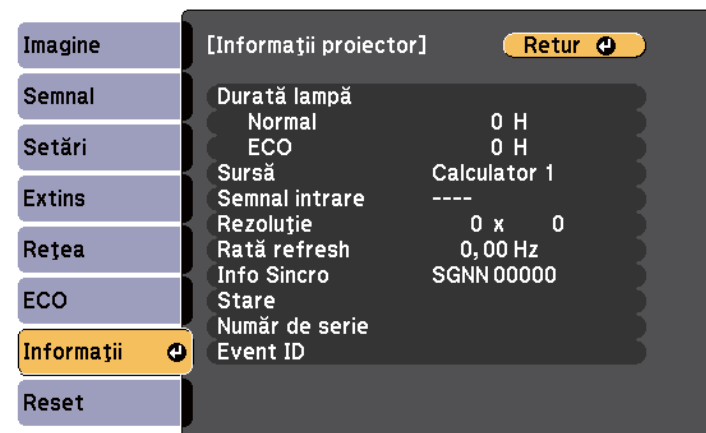 Imagine
Semnal
Setări
Extins
Reţea
ECO
Informaţii
Reset
[Informaţii proiector] Retur
Durată lampă
Normal 0 H
ECO 0 H
Sursă Calculator 1
Semnal intrare ----
Rezoluţie 0 x 0
Rată refresh 0,00 Hz
Info Sincro SGNN 00000
Stare
Număr de serie
Event ID